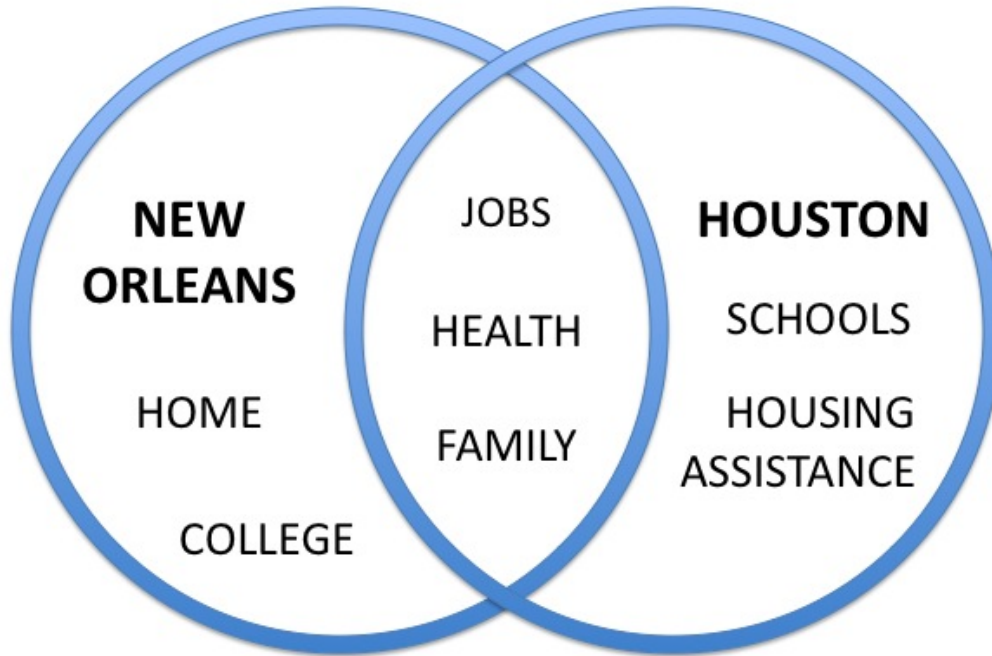 NEW
ORLEANS
HOME
COLLEGE
JOBS
HEALTH
FAMILY
HOUSTON
SCHOOLS
HOUSING
ASSISTANCE